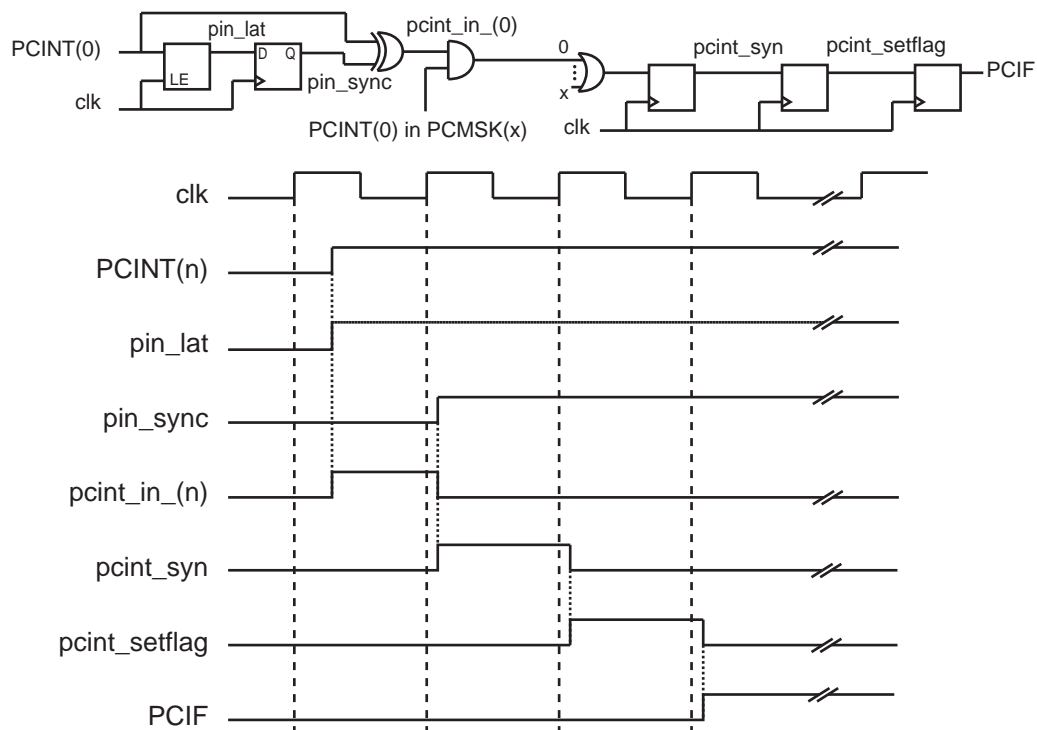 pin_lat
pcint_in_(0)
PCINT(0)
D Q
LE
pin_sync
clk
PCINT(0) in PCMSK(x)
0
x
clk
pcint_syn
pcint_setflag
PCIF
clk
PCINT(n)
pin_lat
pin_sync
pcint_in_(n)
pcint_syn
pcint_setflag
PCIF